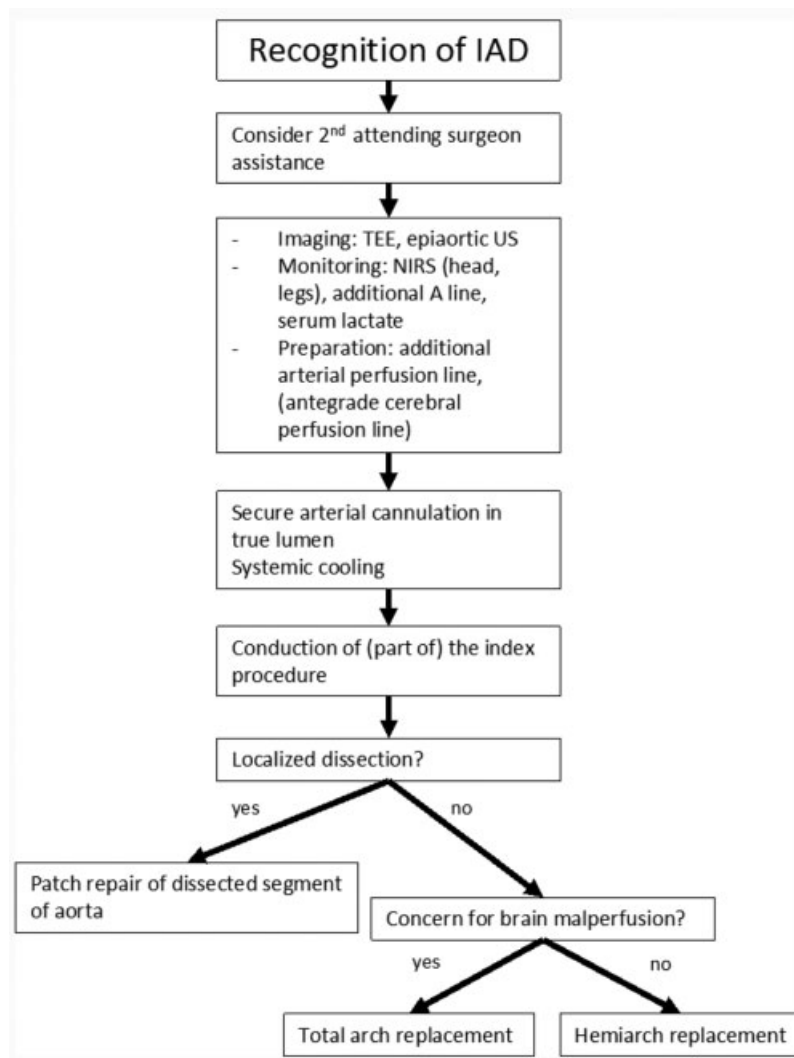 Recognition of IAD
Consider 2nd attending surgeon
assistance
- Imaging: TEE, epiaortic US
- Monitoring: NIRS (head,
legs), additional A line,
serum lactate
- Preparation: additional
arterial perfusion line,
(antegrade cerebral
perfusion line)
Secure arterial cannulation in
true lumen
Systemic cooling
Conduction of (part of) the index
procedure
Localized dissection?
yes
no
Patch repair of dissected segment
of aorta
Concern for brain malperfusion?
yes
no
Total arch replacement
Hemiarch replacement